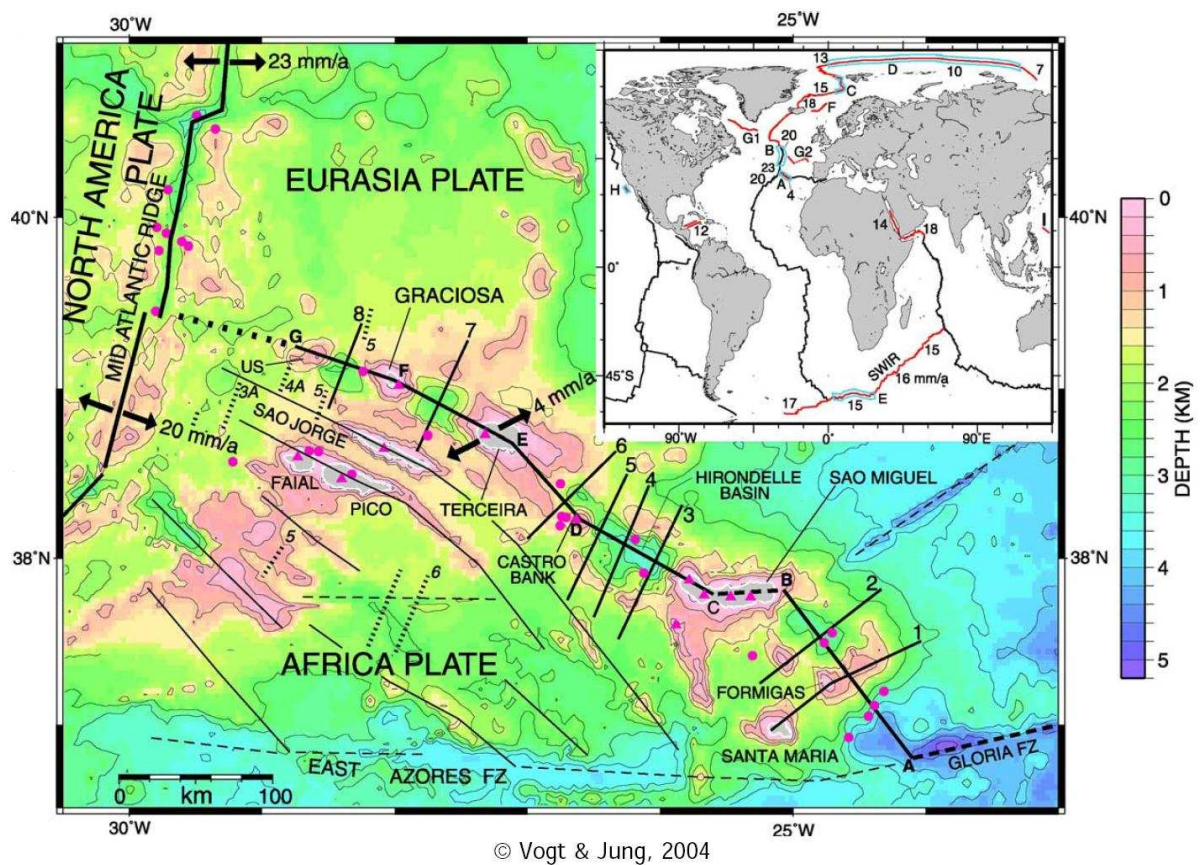 30°W
25°W
23 mm/a
NORTH AMERICA
PLATE
MID ATLANTIC RIDGE
EURASIA PLATE
40°N
GRACIOSA
8
5
7
G
F
US
4A
5
3A
SAO JORGE
20 mm/a
4 mm/a
E
FAIAL
PICO
TERCEIRA
6
5
4
3
HIRONDELLE
BASIN
SAO MIGUEL
D
CASTRO
BANK
38°N
38°N
B
C
2
1
5
6
AFRICA PLATE
FORMIGAS
SANTA MARIA
A
GLORIA FZ
EAST
AZORES FZ
0
km
100
30°W
25°W
13
D
10
7
15
C
18
F
G1
20
B
G2
23
20
A
4
H
12
14
18
I
0°
45°S
SWIR
15
16 mm/a
17
15
E
90°W
0°
90°E
40°N
0
1
2
3
4
5
DEPTH (KM)
© Vogt & Jung, 2004